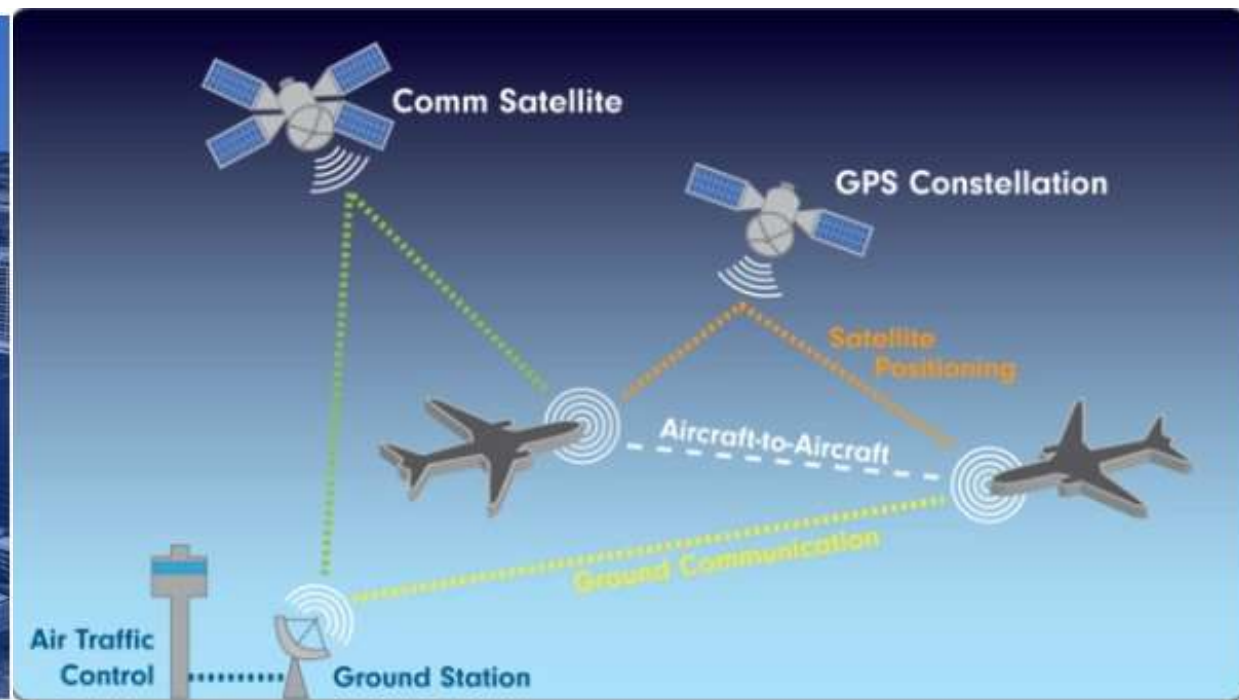 Comm Satellite
GPS Constellation
Satellite
Positioning
Aircraft-to-Aircraft
Ground Communication
Air Traffic
Control
Ground Station